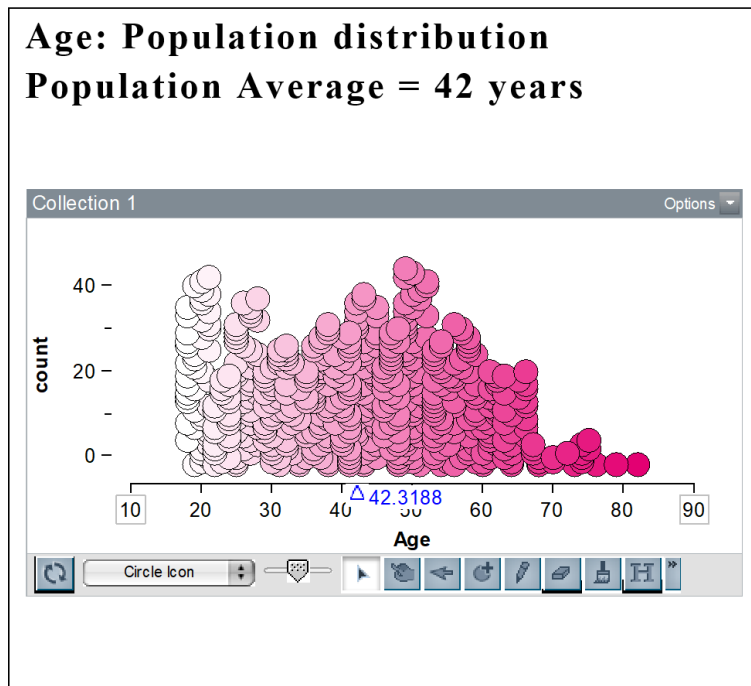 Age: Population distribution
Population Average = 42 years
Collection 1
Options
40
20
0
count
10 20 30 40 50 60 70 80 90
42.3188
Age
Circle Icon
H
»